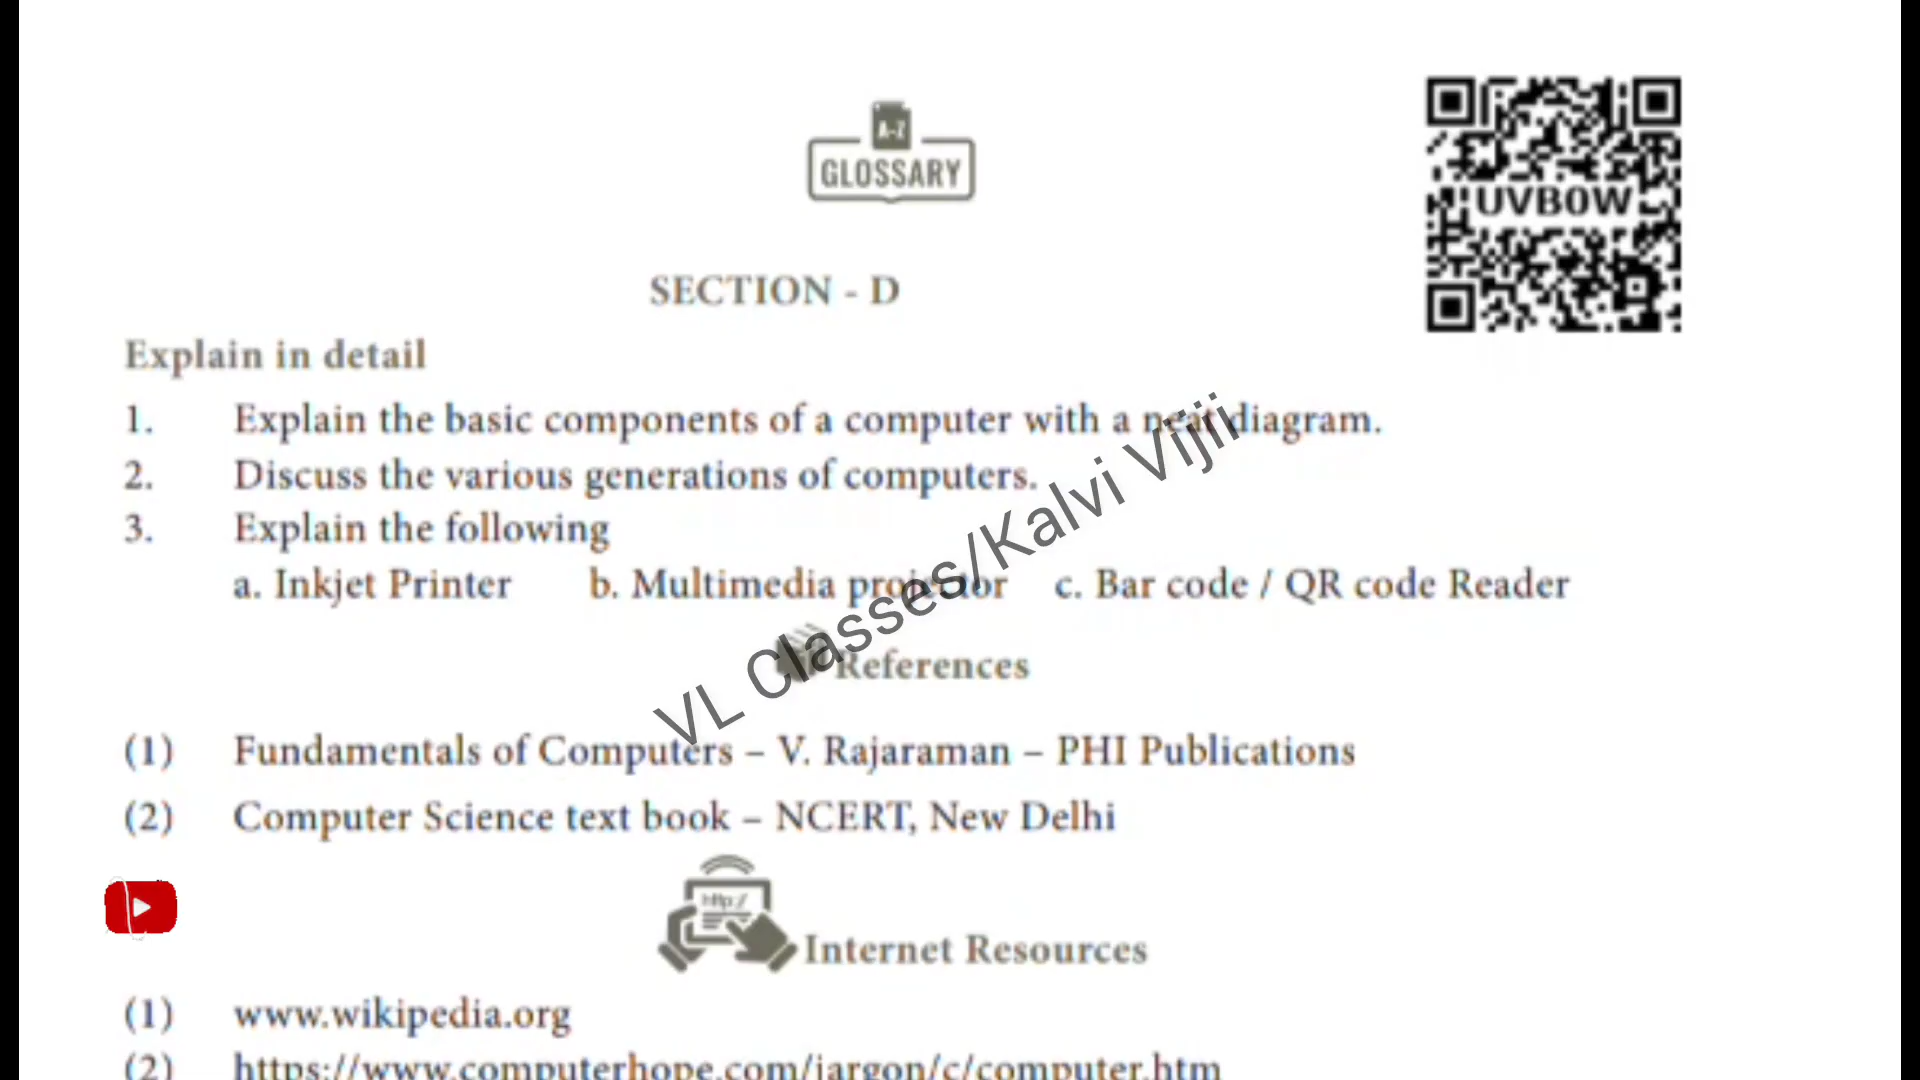 A-Z
GLOSSARY
UVB0W
SECTION - D
Explain in detail
1. Explain the basic components of a computer with a neat diagram.
2. Discuss the various generations of computers.
3. Explain the following
a. Inkjet Printer b. Multimedia projector c. Bar code / QR code Reader
VL Classes/Kalvi Vijii
References
(1) Fundamentals of Computers – V. Rajaraman – PHI Publications
(2) Computer Science text book – NCERT, New Delhi
http://
Internet Resources
(1) www.wikipedia.org
(2) https://www.computerhope.com/jargon/c/computer.htm